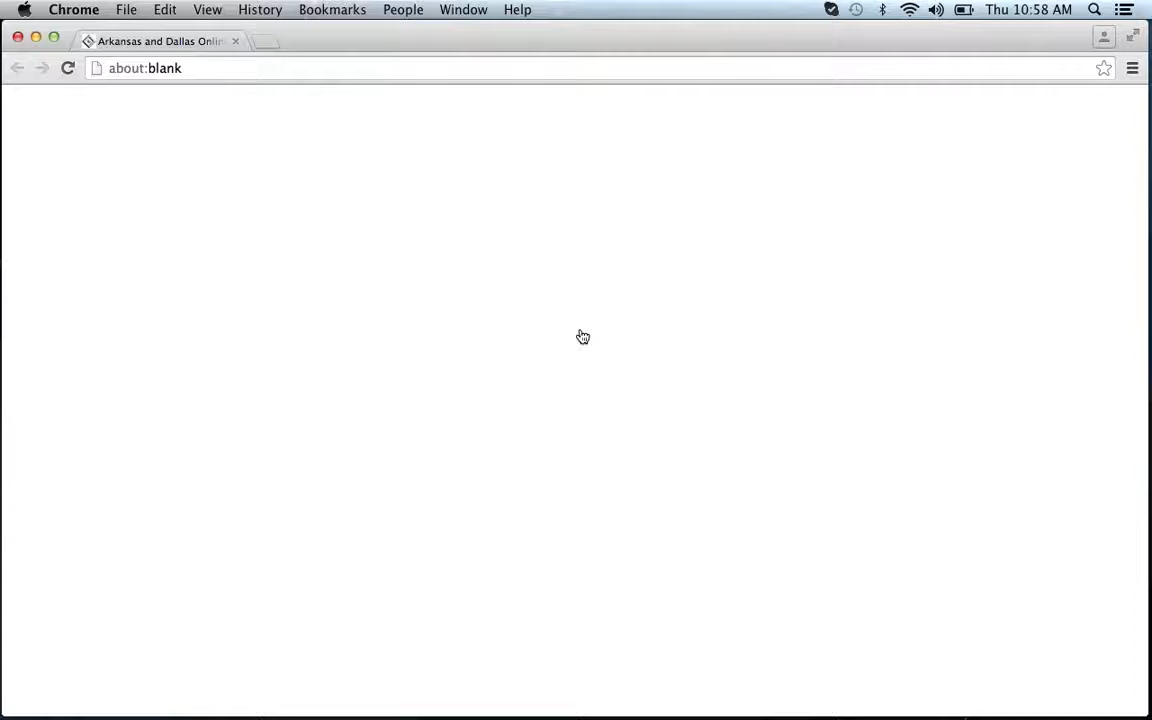 Chrome File Edit View History Bookmarks People Window Help Thu 10:58 AM
Arkansas and Dallas Onlin
about:blank